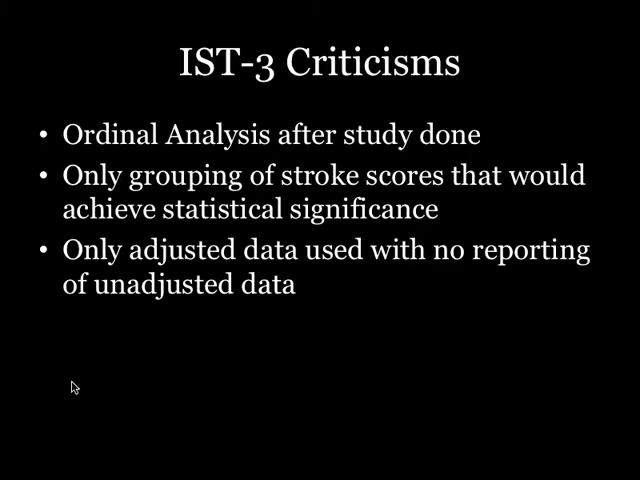 IST-3 Criticisms
• Ordinal Analysis after study done
• Only grouping of stroke scores that would
achieve statistical significance
• Only adjusted data used with no reporting
of unadjusted data